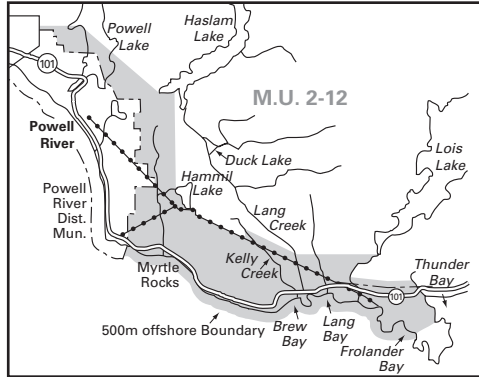 Powell
Lake
Haslam
Lake
101
M.U. 2-12
Lois
Lake
Powell
River
Duck Lake
Hammil
Lake
Powell
River
Dist.
Mun.
Lang
Creek
Kelly
Creek
Thunder
Bay
Myrtle
Rocks
101
500m offshore Boundary
Brew
Bay
Lang
Bay
Frolander
Bay